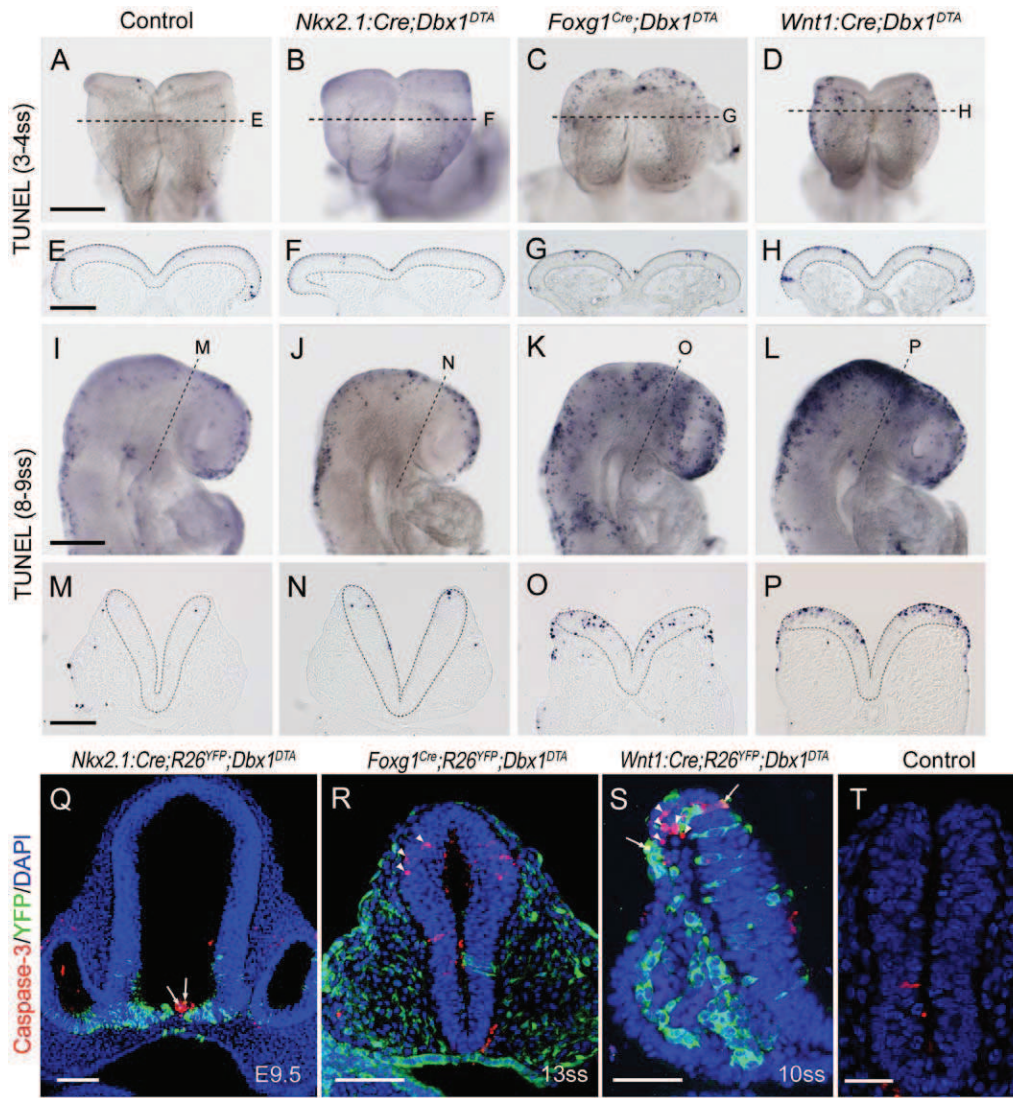 Control Nkx2.1:Cre;Dbx1DTA Foxg1Cre;Dbx1DTA Wnt1:Cre;Dbx1DTA
TUNEL (3-4ss)
A E B F C G D H
E F G H
TUNEL (8-9ss)
I M J N K O L P
M N O P
Nkx2.1:Cre;R26YFP;Dbx1DTA Foxg1Cre;R26YFP;Dbx1DTA Wnt1:Cre;R26YFP;Dbx1DTA Control
Caspase-3/YFP/DAPI
Q R S T
E9.5 13ss 10ss